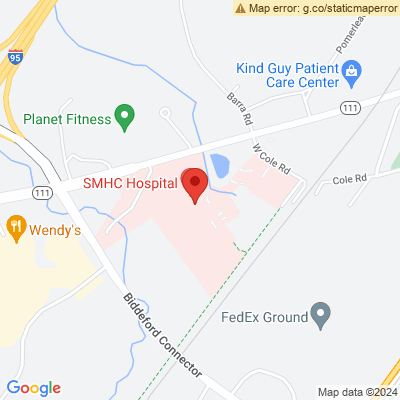 Map error: g.co/staticmaperror
95
Pomerlea
Kind Guy Patient
Care Center
Barra Rd
111
Planet Fitness
W Cole Rd
SMHC Hospital
Cole Rd
111
Wendy's
Biddeford Connector
FedEx Ground
Google
Map data ©2024